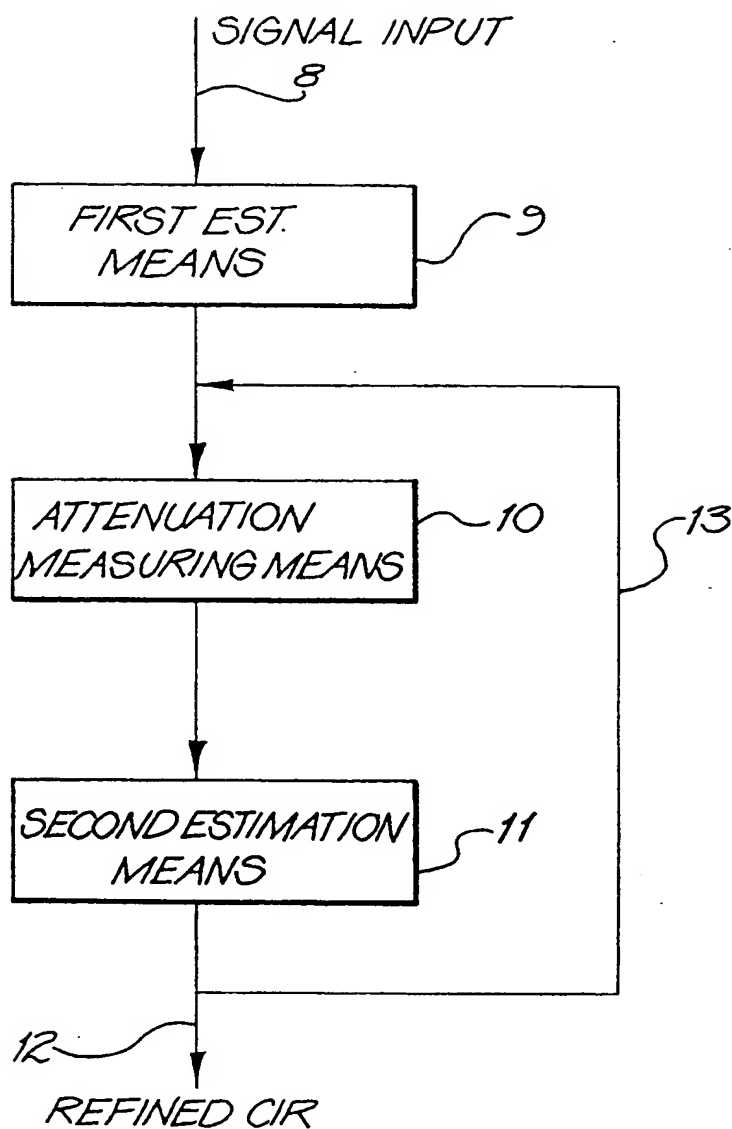 SIGNAL INPUT
8
FIRST EST.
MEANS
9
ATTENUATION
MEASURING MEANS
10
13
SECOND ESTIMATION
MEANS
11
12
REFINED CIR